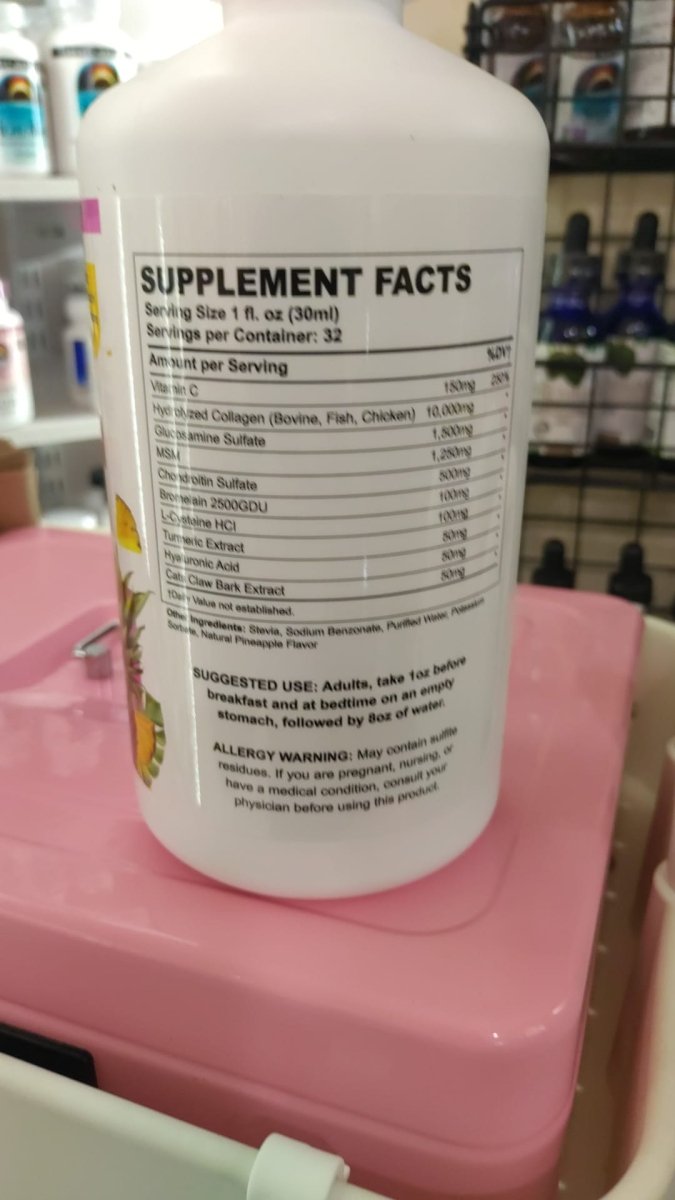 SUPPLEMENT FACTS
Serving Size 1 fl. oz (30ml)
Servings per Container: 32
Amount per Serving %DV†
Vitamin C 150mg 250%
Hydrolyzed Collagen (Bovine, Fish, Chicken) 10,000mg
Glucosamine Sulfate 1,500mg
MSM 1,250mg
Chondroitin Sulfate 500mg
Bromelain 2500GDU 100mg
L-Cysteine HCl 100mg
Turmeric Extract 50mg
Hyaluronic Acid 50mg
Cats Claw Bark Extract 50mg
†Daily Value not established.
Other Ingredients: Stevia, Sodium Benzonate, Purified Water, Potassium
Sorbate, Natural Pineapple Flavor
SUGGESTED USE: Adults, take 1oz before
breakfast and at bedtime on an empty
stomach, followed by 8oz of water.
ALLERGY WARNING: May contain sulfite
residues. If you are pregnant, nursing, or
have a medical condition, consult your
physician before using this product.